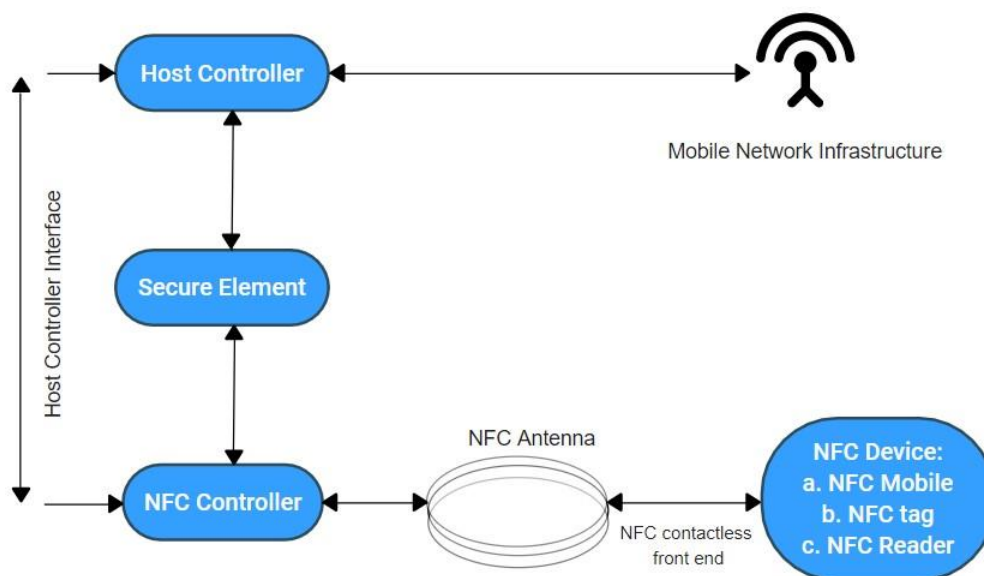 Host Controller
Mobile Network Infrastructure
Host Controller Interface
Secure Element
NFC Antenna
NFC Controller
NFC contactless
front end
NFC Device:
a. NFC Mobile
b. NFC tag
c. NFC Reader